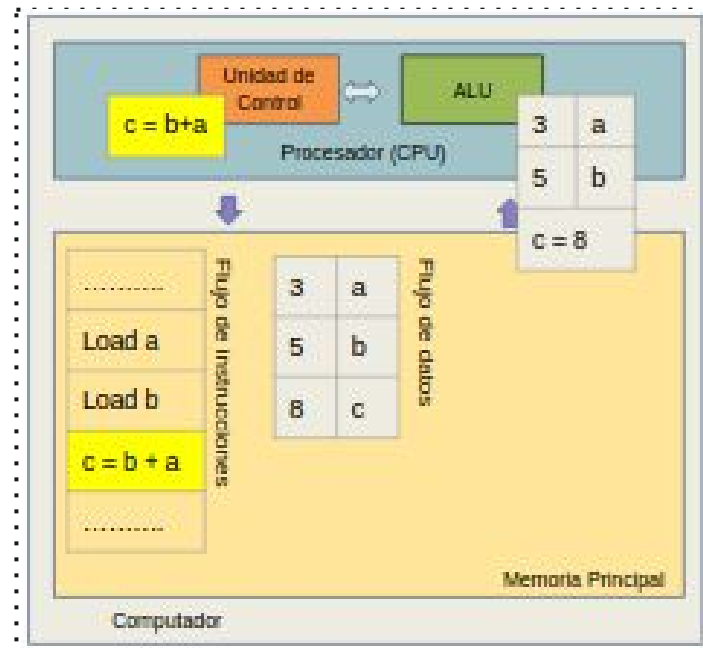 Unidad de
Control
ALU
c = b+a
Procesador (CPU)
3 a
5 b
c = 8
...........
Load a
Load b
c = b + a
...........
Flujo de instrucciones
3 a
5 b
8 c
Flujo de datos
Memoria Principal
Computador